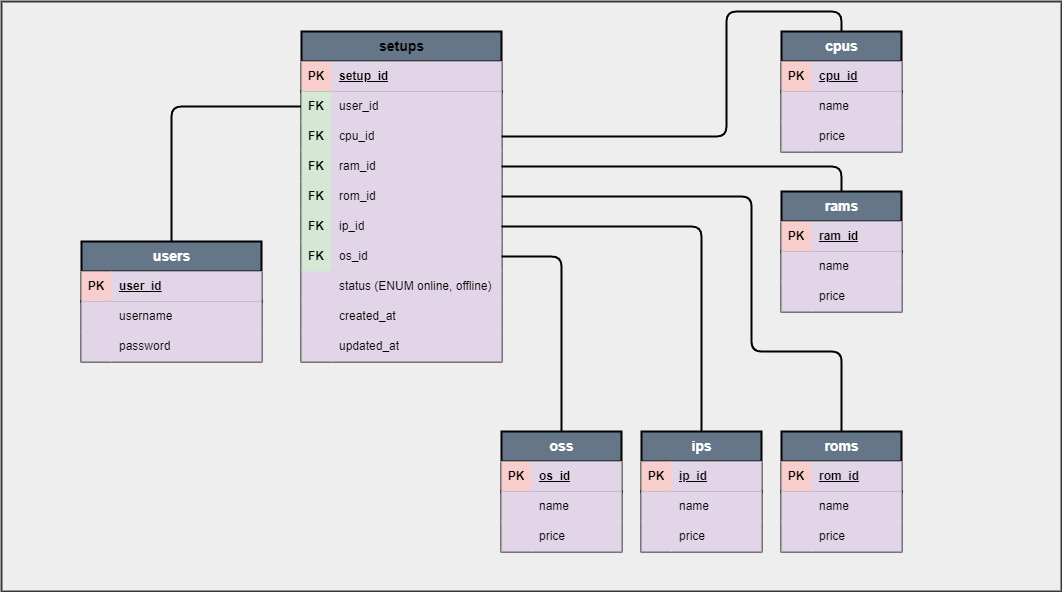 setups
PK setup_id
FK user_id
FK cpu_id
FK ram_id
FK rom_id
FK ip_id
FK os_id
status (ENUM online, offline)
created_at
updated_at
cpus
PK cpu_id
name
price
rams
PK ram_id
name
price
users
PK user_id
username
password
oss
PK os_id
name
price
ips
PK ip_id
name
price
roms
PK rom_id
name
price